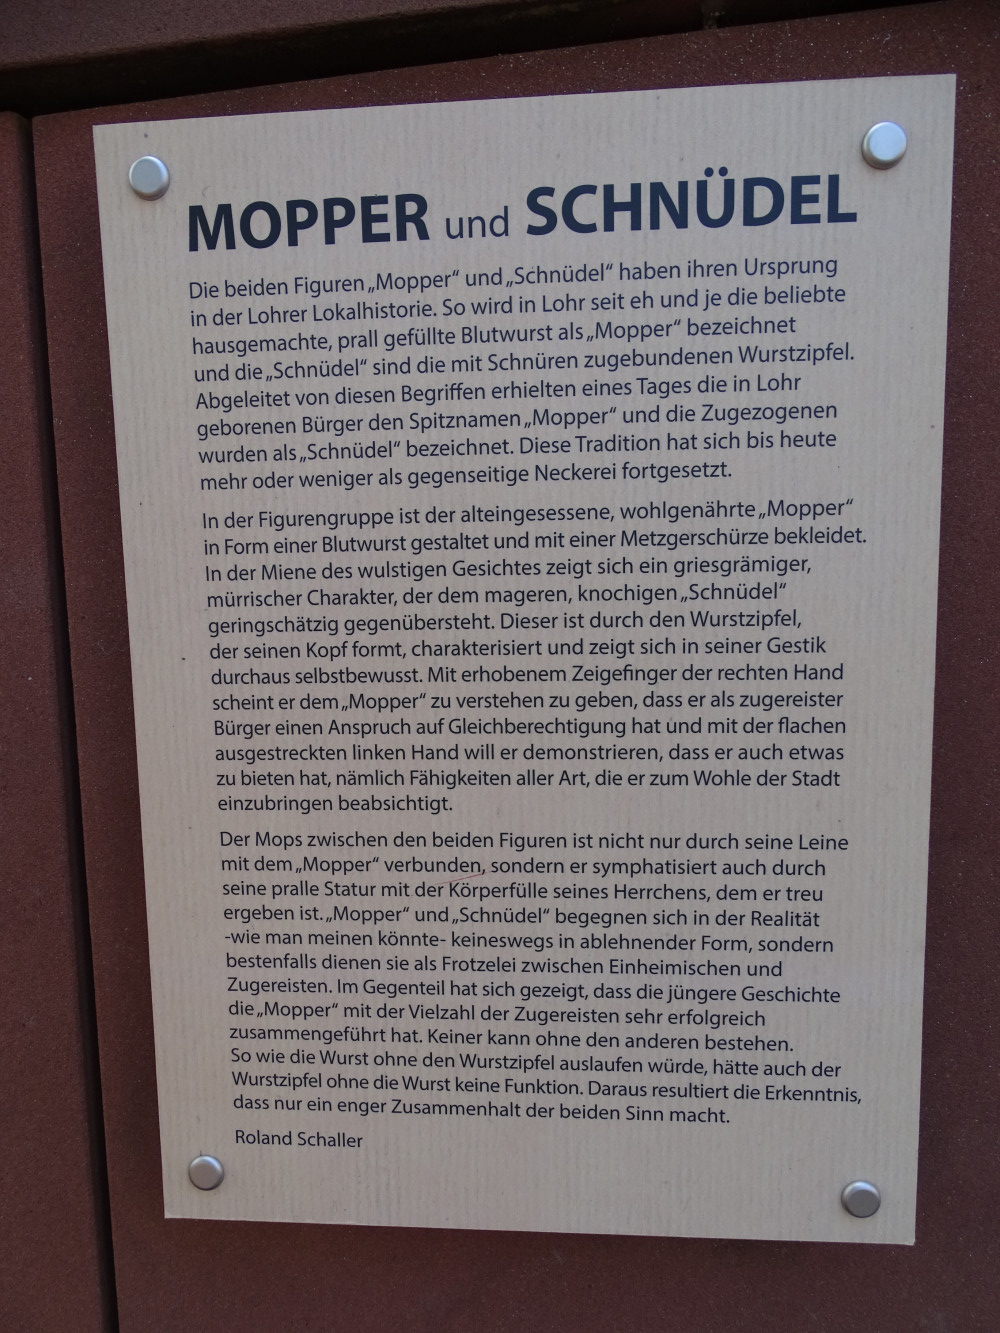 MOPPER und SCHNÜDEL
Die beiden Figuren „Mopper“ und „Schnüdel“ haben ihren Ursprung
in der Lohrer Lokalhistorie. So wird in Lohr seit eh und je die beliebte
hausgemachte, prall gefüllte Blutwurst als „Mopper“ bezeichnet
und die „Schnüdel“ sind die mit Schnüren zugebundenen Wurstzipfel.
Abgeleitet von diesen Begriffen erhielten eines Tages die in Lohr
geborenen Bürger den Spitznamen „Mopper“ und die Zugezogenen
wurden als „Schnüdel“ bezeichnet. Diese Tradition hat sich bis heute
mehr oder weniger als gegenseitige Neckerei fortgesetzt.
In der Figurengruppe ist der alteingesessene, wohlgenährte „Mopper“
in Form einer Blutwurst gestaltet und mit einer Metzgerschürze bekleidet.
In der Miene des wulstigen Gesichtes zeigt sich ein griesgrämiger,
mürrischer Charakter, der dem mageren, knochigen „Schnüdel“
geringschätzig gegenübersteht. Dieser ist durch den Wurstzipfel,
der seinen Kopf formt, charakterisiert und zeigt sich in seiner Gestik
durchaus selbstbewusst. Mit erhobenem Zeigefinger der rechten Hand
scheint er dem „Mopper“ zu verstehen zu geben, dass er als zugereister
Bürger einen Anspruch auf Gleichberechtigung hat und mit der flachen
ausgestreckten linken Hand will er demonstrieren, dass er auch etwas
zu bieten hat, nämlich Fähigkeiten aller Art, die er zum Wohle der Stadt
einzubringen beabsichtigt.
Der Mops zwischen den beiden Figuren ist nicht nur durch seine Leine
mit dem „Mopper“ verbunden, sondern er symphatisiert auch durch
seine pralle Statur mit der Körperfülle seines Herrchens, dem er treu
ergeben ist. „Mopper“ und „Schnüdel“ begegnen sich in der Realität
-wie man meinen könnte- keineswegs in ablehnender Form, sondern
bestenfalls dienen sie als Frotzelei zwischen Einheimischen und
Zugereisten. Im Gegenteil hat sich gezeigt, dass die jüngere Geschichte
die „Mopper“ mit der Vielzahl der Zugereisten sehr erfolgreich
zusammengeführt hat. Keiner kann ohne den anderen bestehen.
So wie die Wurst ohne den Wurstzipfel auslaufen würde, hätte auch der
Wurstzipfel ohne die Wurst keine Funktion. Daraus resultiert die Erkenntnis,
dass nur ein enger Zusammenhalt der beiden Sinn macht.
Roland Schaller